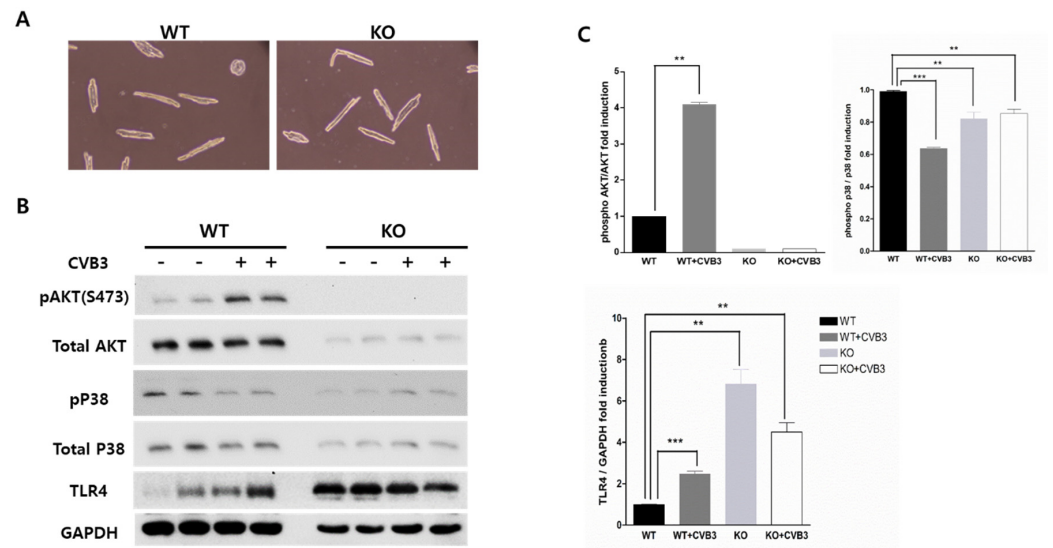 A
WT KO
B
WT KO
CVB3 - - + + - - + +
pAKT(S473)
Total AKT
pP38
Total P38
TLR4
GAPDH
C
phospho AKT/AKT fold induction
5
4
3
2
1
0
**
WT WT+CVB3 KO KO+CVB3
phospho p38 / p38 fold induction
1.0
0.8
0.6
0.4
0.2
0.0
**
**
***
WT WT+CVB3 KO KO+CVB3
TLR4 / GAPDH fold inductionb
10
8
6
4
2
0
**
**
***
WT WT+CVB3 KO KO+CVB3
WT
WT+CVB3
KO
KO+CVB3